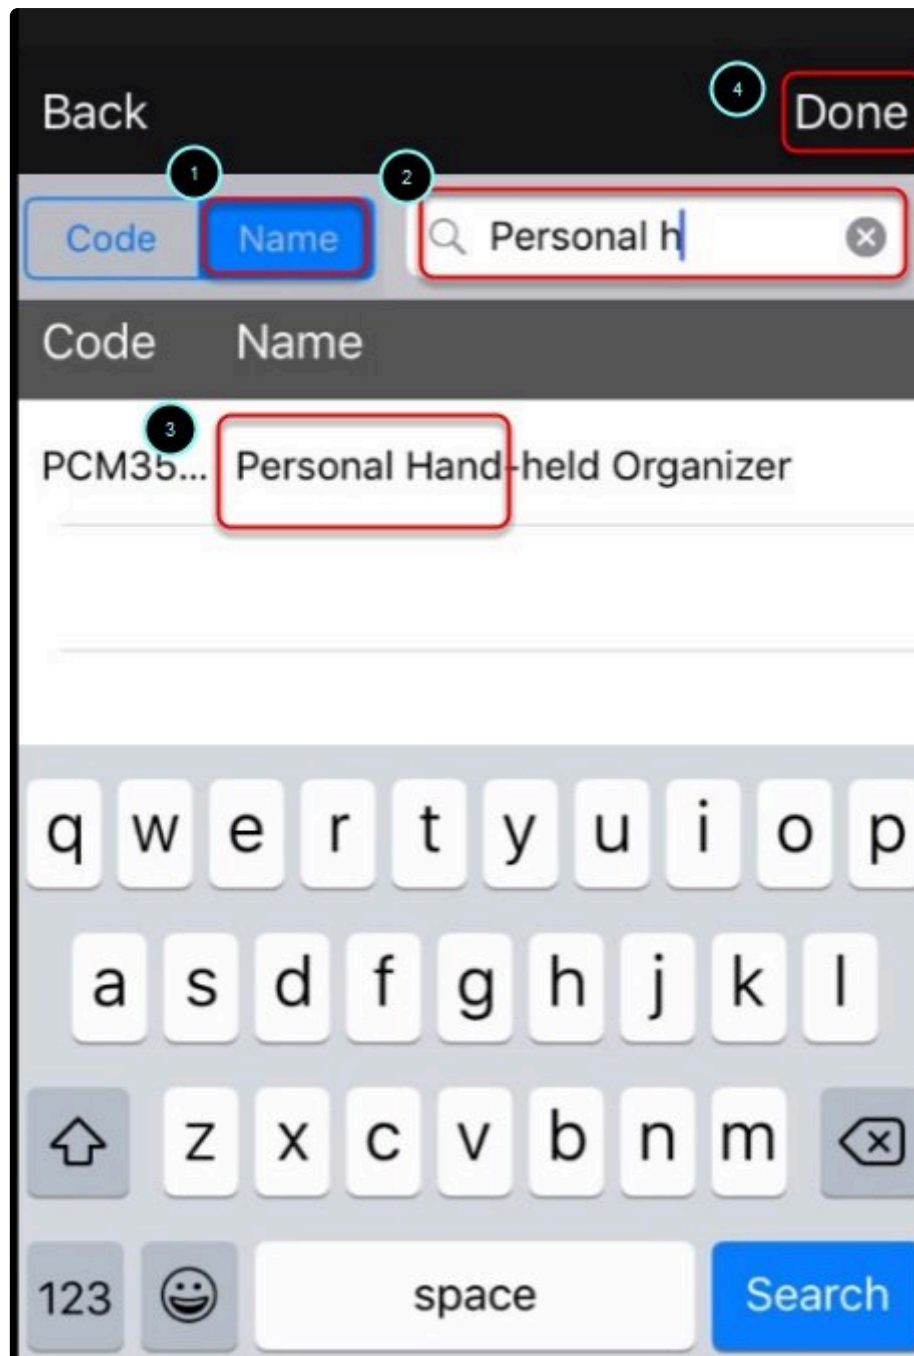 4
Back Done
1 2
Code Name Personal h
Code Name
3
PCM35... Personal Hand-held Organizer
q w e r t y u i o p
a s d f g h j k l
z x c v b n m
123 space Search